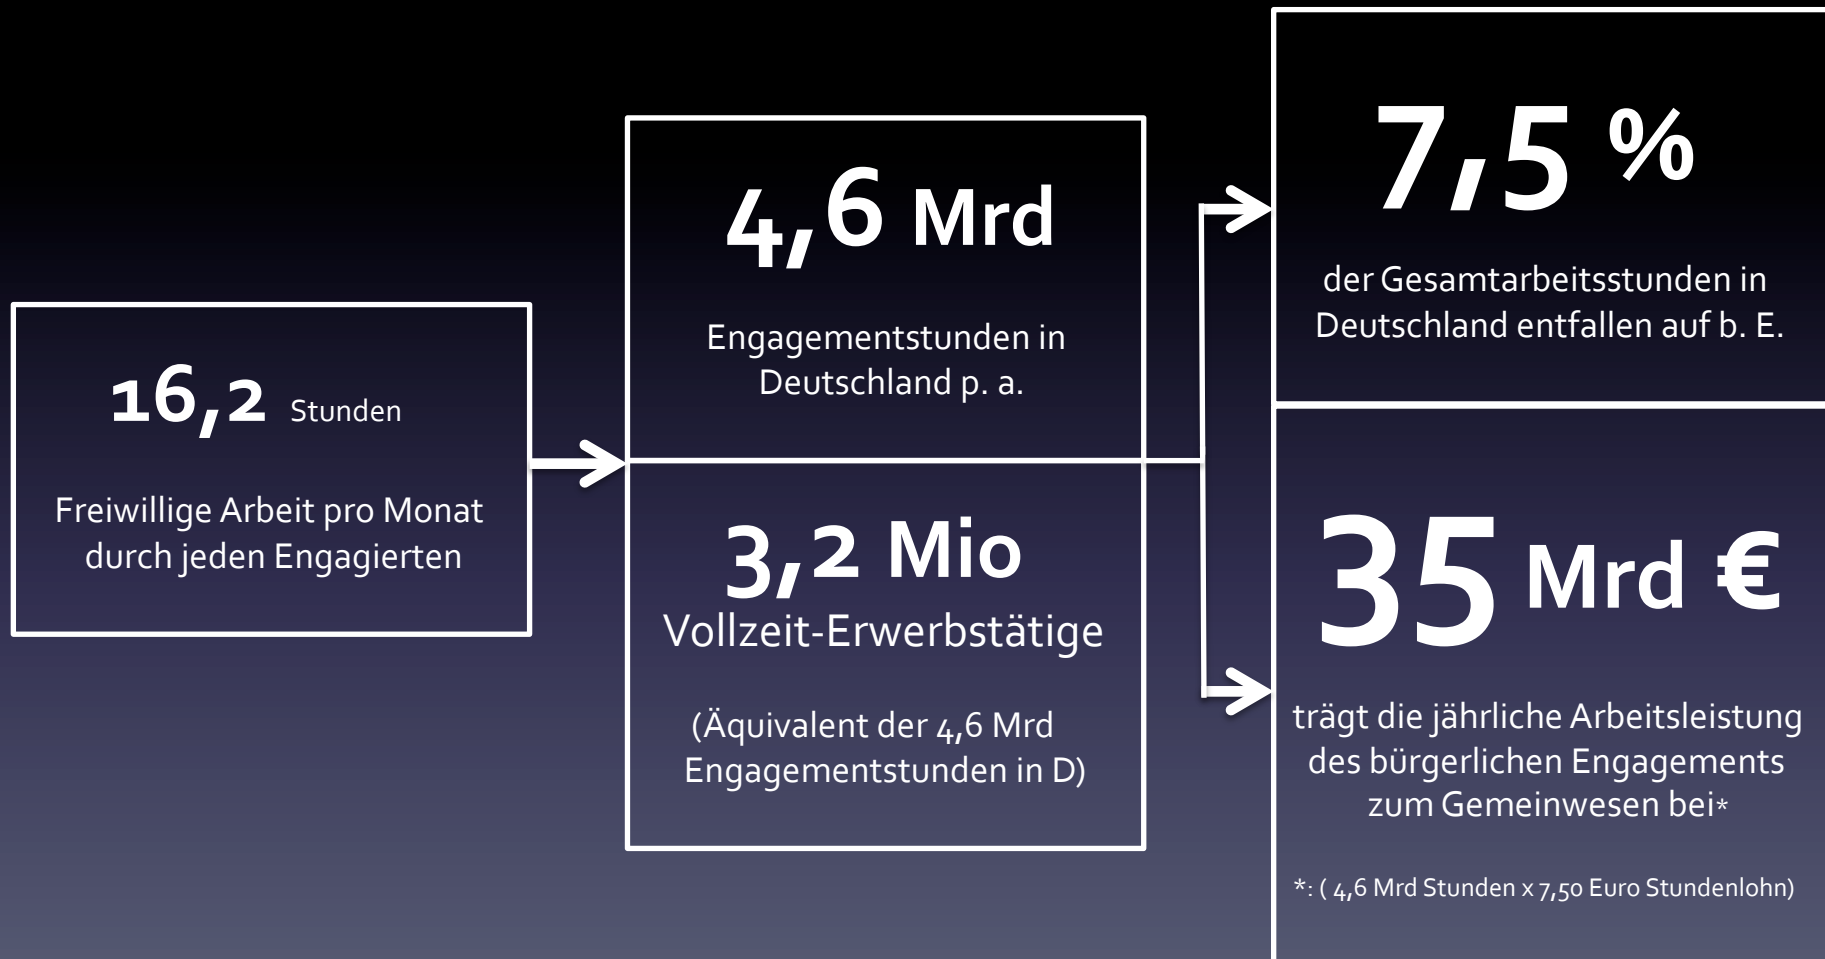 16,2 Stunden
Freiwillige Arbeit pro Monat
durch jeden Engagierten
4,6 Mrd
Engagementstunden in
Deutschland p. a.
3,2 Mio
Vollzeit-Erwerbstätige
(Äquivalent der 4,6 Mrd
Engagementstunden in D)
7,5 %
der Gesamtarbeitsstunden in
Deutschland entfallen auf b. E.
35 Mrd €
trägt die jährliche Arbeitsleistung
des bürgerlichen Engagements
zum Gemeinwesen bei*
*: ( 4,6 Mrd Stunden x 7,50 Euro Stundenlohn)